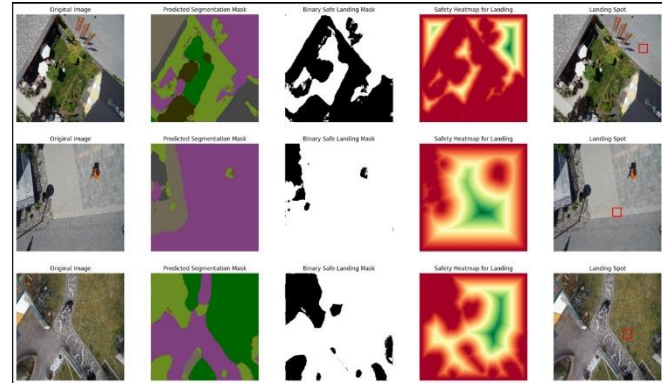 Original Image
Predicted Segmentation Mask
Binary Safe Landing Mask
Safety Heatmap for Landing
Landing Spot
Original Image
Predicted Segmentation Mask
Binary Safe Landing Mask
Safety Heatmap for Landing
Landing Spot
Original Image
Predicted Segmentation Mask
Binary Safe Landing Mask
Safety Heatmap for Landing
Landing Spot